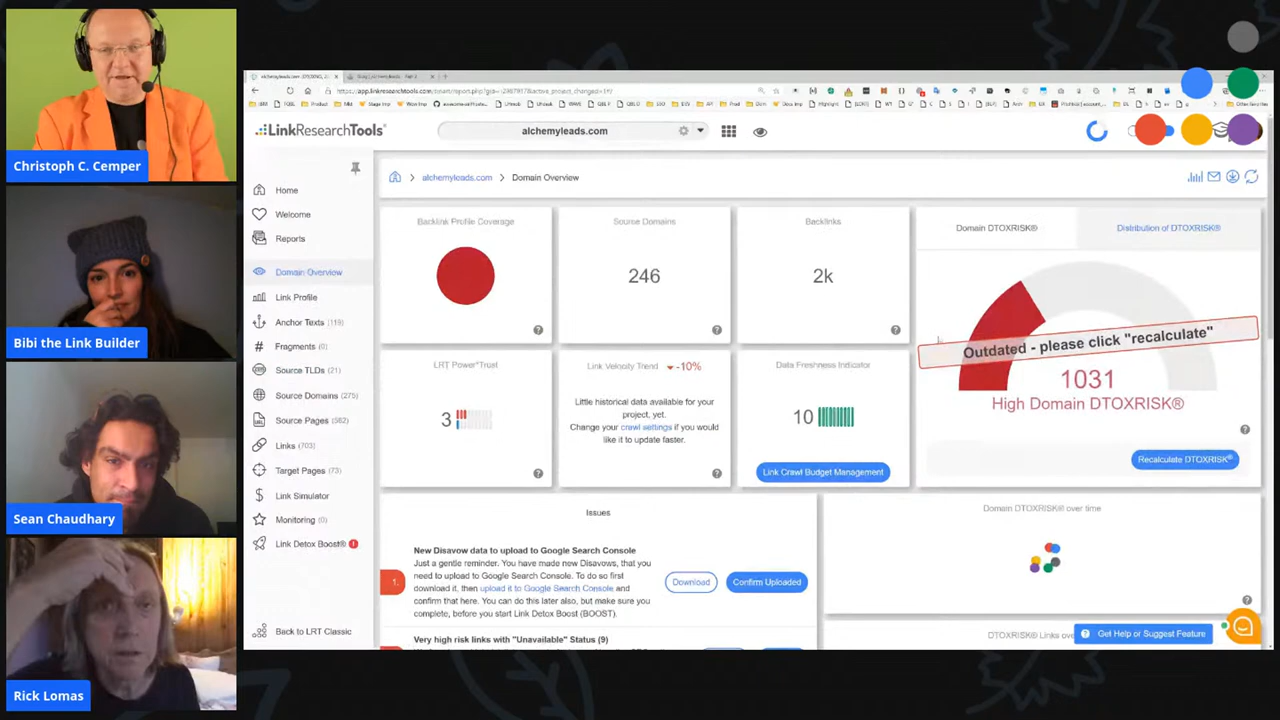 Christoph C. Cemper
Bibi the Link Builder
Sean Chaudhary
Rick Lomas
LinkResearchTools
alchemyleads.com
Home
Welcome
Reports
Domain Overview
Link Profile
Anchor Texts (119)
Fragments (0)
Source TLDs (21)
Source Domains (275)
Source Pages (582)
Links (703)
Target Pages (73)
Link Simulator
Monitoring (0)
Link Detox Boost®
Back to LRT Classic
alchemyleads.com > Domain Overview
Backlink Profile Coverage
Source Domains
246
Backlinks
2k
Domain DTOXRISK®
Distribution of DTOXRISK®
Outdated - please click "recalculate"
1031
High Domain DTOXRISK®
Recalculate DTOXRISK®
LRT Power*Trust
3
Link Velocity Trend -10%
Little historical data available for your
project, yet.
Change your crawl settings if you would
like it to update faster.
Data Freshness Indicator
10
Link Crawl Budget Management
Issues
1.
New Disavow data to upload to Google Search Console
Just a gentle reminder. You have made new Disavows, that you
need to upload to Google Search Console. To do so first
download it, then upload it to Google Search Console and
confirm that here. You can do this later also, but make sure you
complete, before you start Link Detox Boost (BOOST).
Download
Confirm Uploaded
Very high risk links with "Unavailable" Status (9)
Domain DTOXRISK® over time
DTOXRISK® Links
Get Help or Suggest Feature